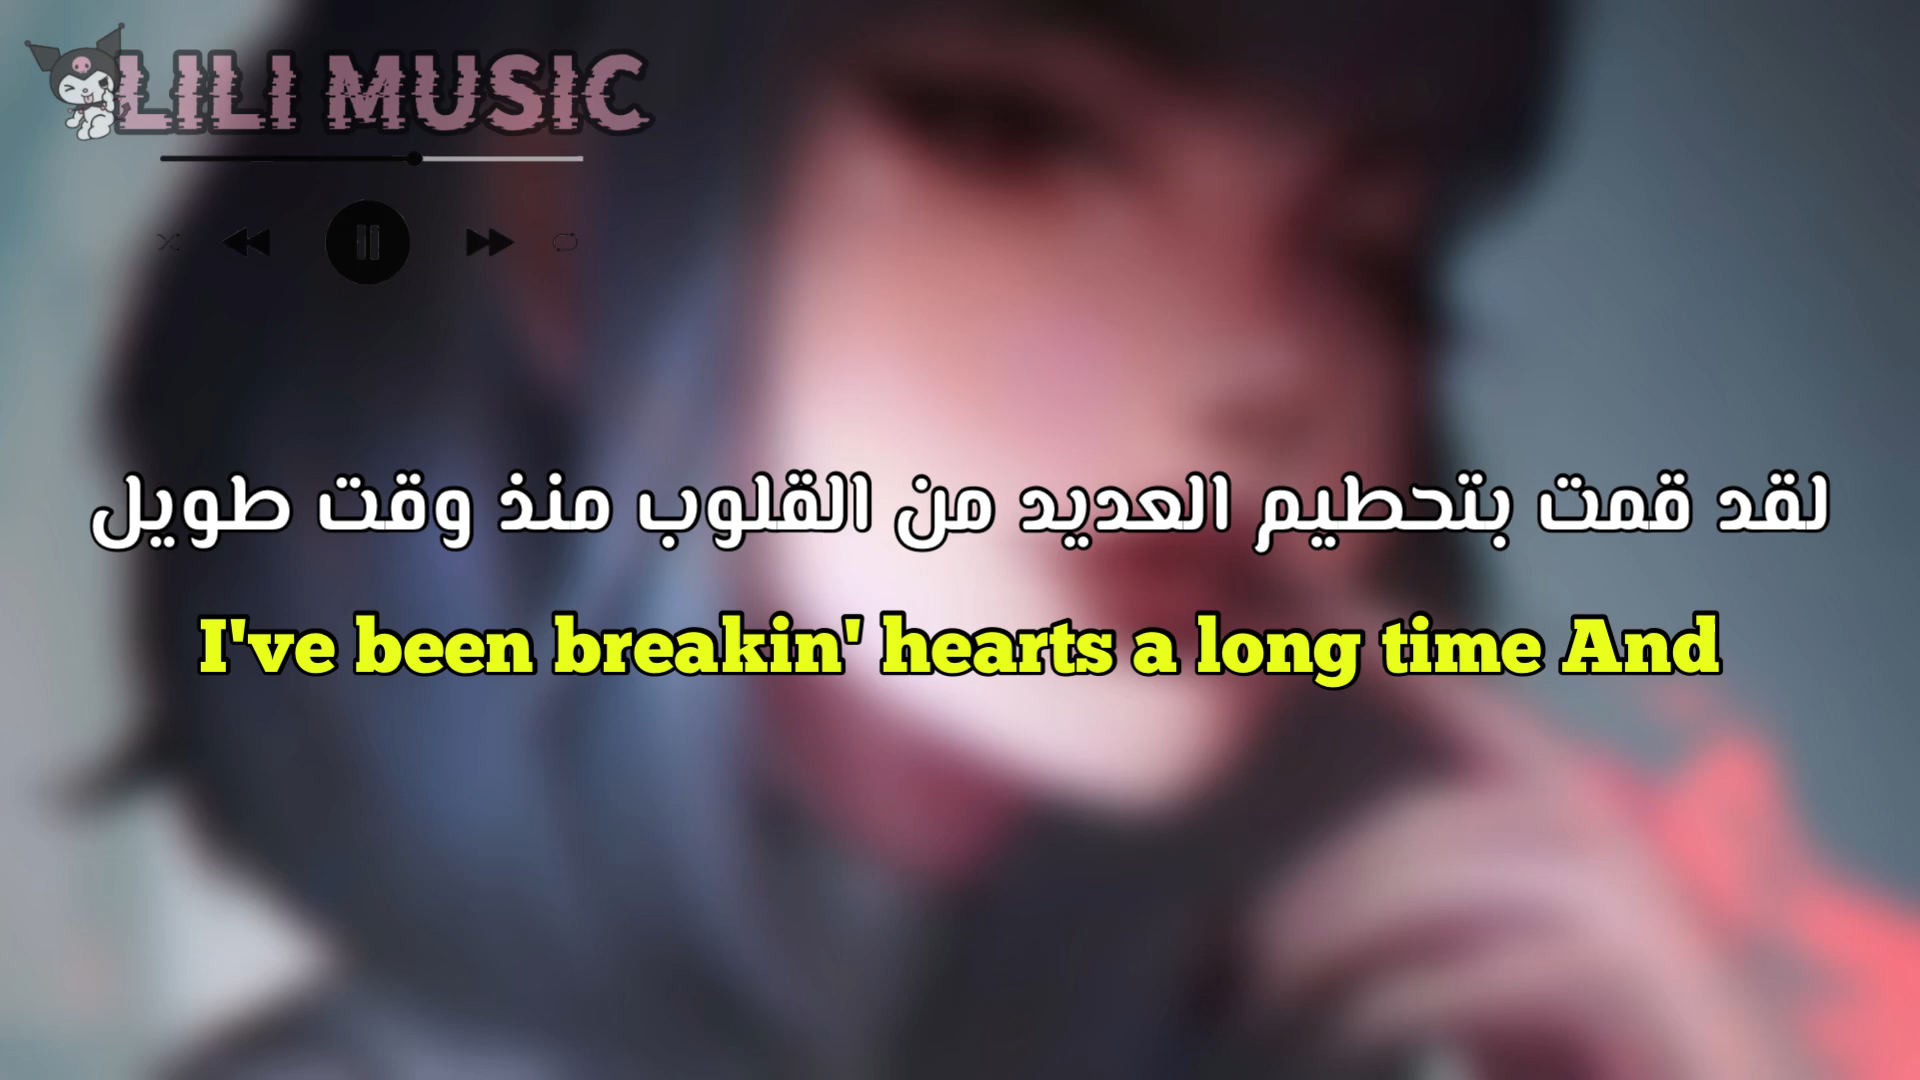 LILI MUSIC
لقد قمت بتحطيم العديد من القلوب منذ وقت طويل
I've been breakin' hearts a long time And